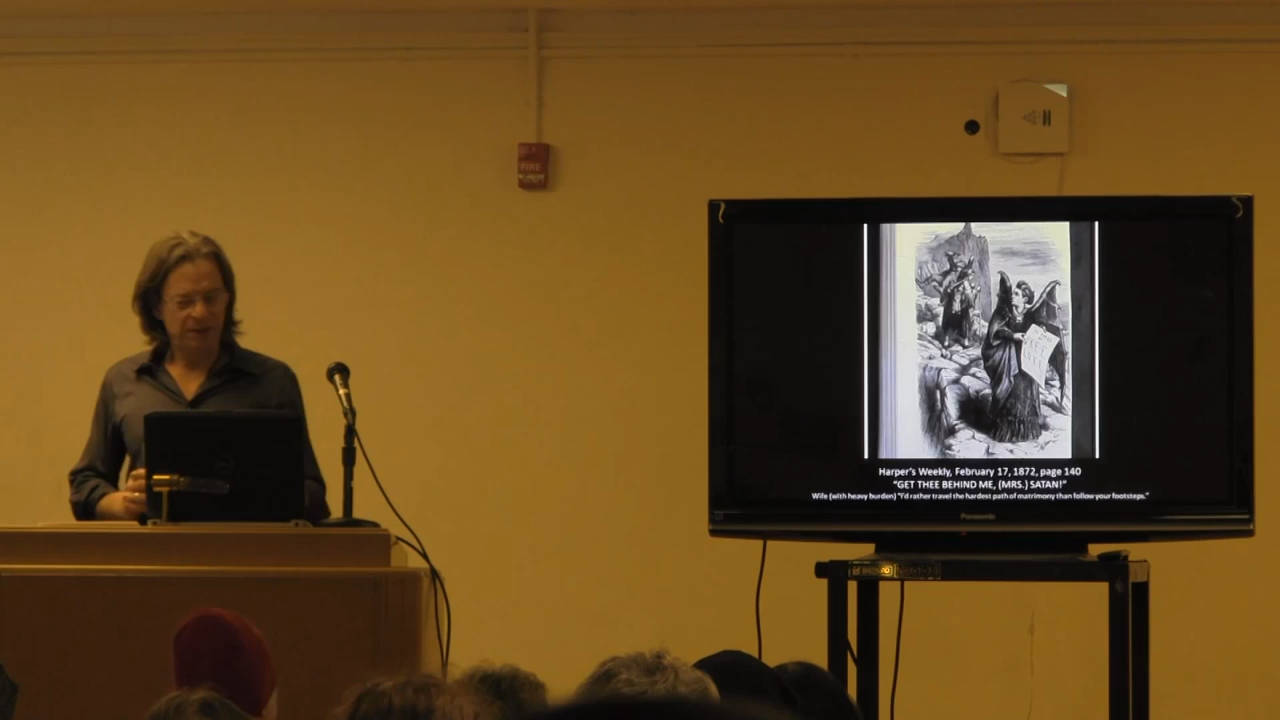 FIRE
Harper's Weekly, February 17, 1872, page 140
"GET THEE BEHIND ME, (MRS.) SATAN!"
Wife (with heavy burden) "I'd rather travel the hardest path of matrimony than follow your footsteps."
Panasonic